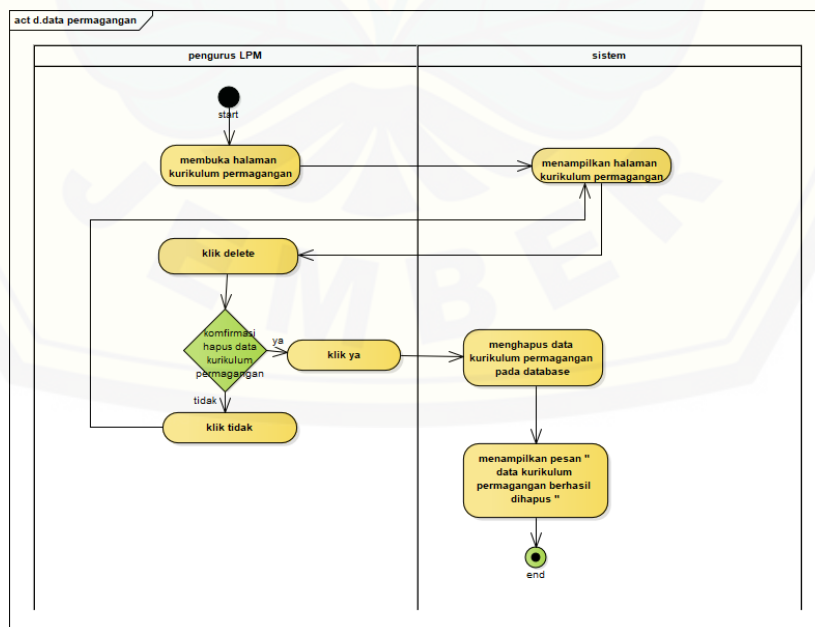 act d.data permagangan
pengurus LPM
sistem
start
membuka halaman
kurikulum permagangan
menampilkan halaman
kurikulum permagangan
klik delete
komfirmasi
hapus data
kurikulum
permagangan
ya
klik ya
menghapus data
kurikulum permagangan
pada database
tidak
klik tidak
menampilkan pesan "
data kurikulum
permagangan berhasil
dihapus "
end
JEMBER